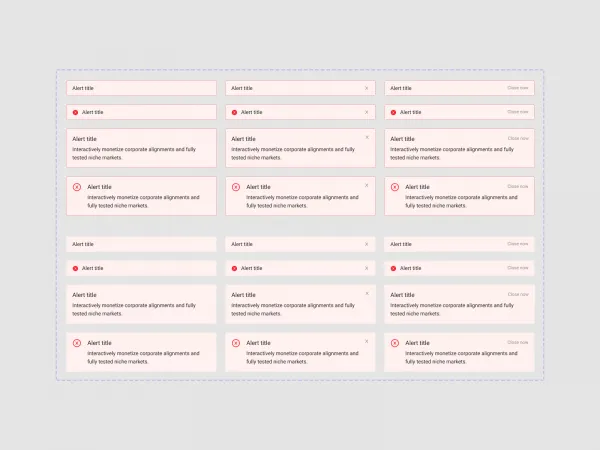 Alert title
Alert title x
Alert title Close now
Alert title
Alert title x
Alert title Close now
Alert title
Interactively monetize corporate alignments and fully
tested niche markets.
Alert title x
Interactively monetize corporate alignments and fully
tested niche markets.
Alert title Close now
Interactively monetize corporate alignments and fully
tested niche markets.
Alert title
Interactively monetize corporate alignments and
fully tested niche markets.
Alert title x
Interactively monetize corporate alignments and
fully tested niche markets.
Alert title Close now
Interactively monetize corporate alignments and
fully tested niche markets.
Alert title
Alert title x
Alert title Close now
Alert title
Alert title x
Alert title Close now
Alert title
Interactively monetize corporate alignments and fully
tested niche markets.
Alert title x
Interactively monetize corporate alignments and fully
tested niche markets.
Alert title Close now
Interactively monetize corporate alignments and fully
tested niche markets.
Alert title
Interactively monetize corporate alignments and
fully tested niche markets.
Alert title x
Interactively monetize corporate alignments and
fully tested niche markets.
Alert title Close now
Interactively monetize corporate alignments and
fully tested niche markets.